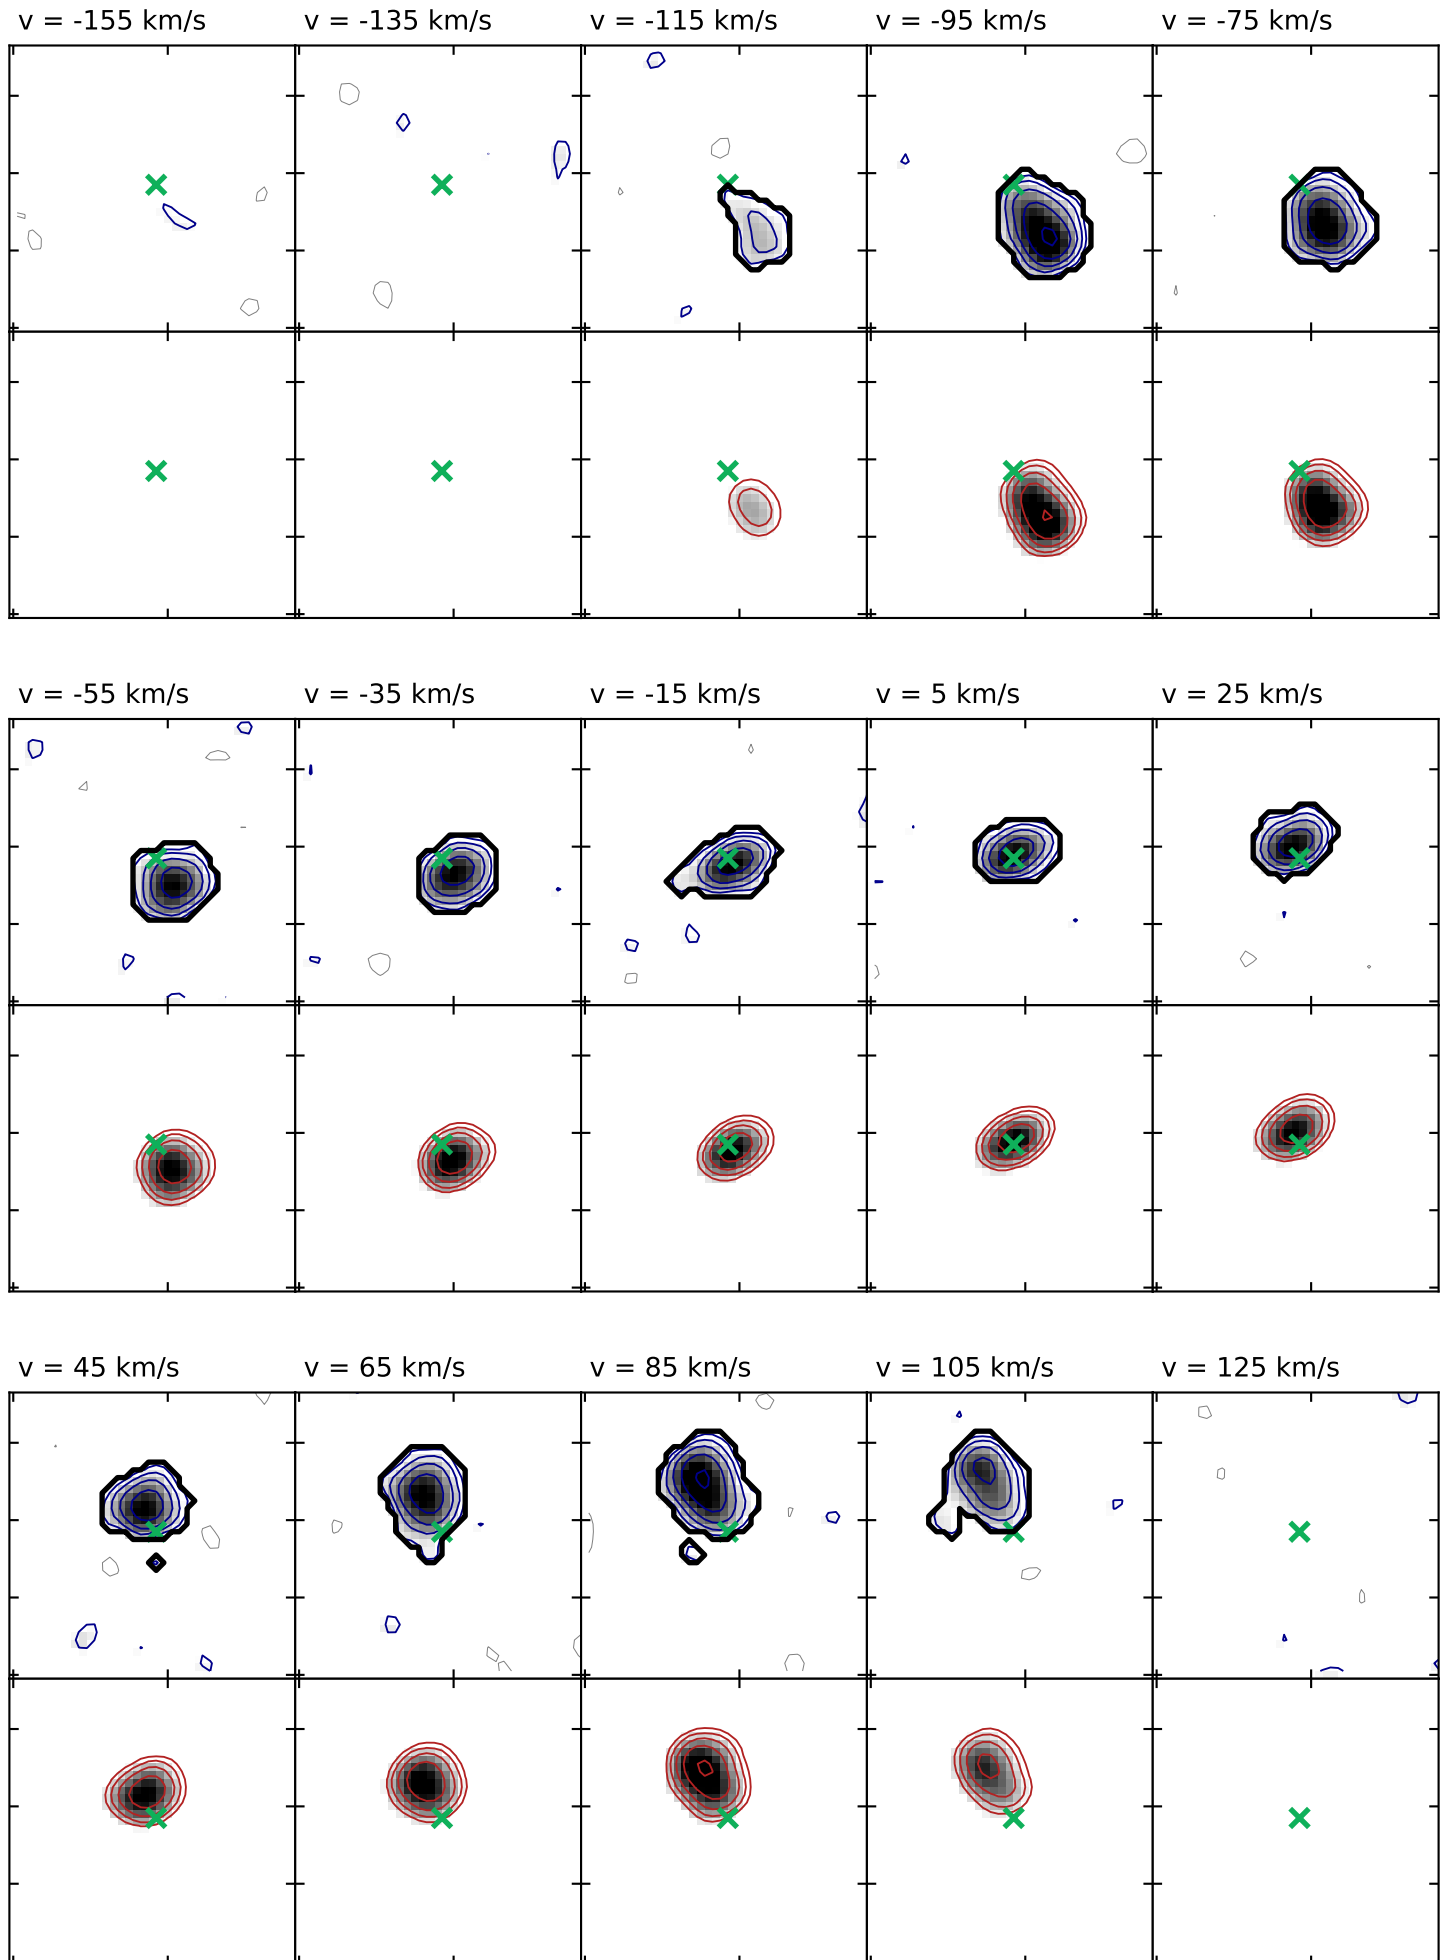 v = -155 km/s
v = -135 km/s
v = -115 km/s
v = -95 km/s
v = -75 km/s
v = -55 km/s
v = -35 km/s
v = -15 km/s
v = 5 km/s
v = 25 km/s
v = 45 km/s
v = 65 km/s
v = 85 km/s
v = 105 km/s
v = 125 km/s